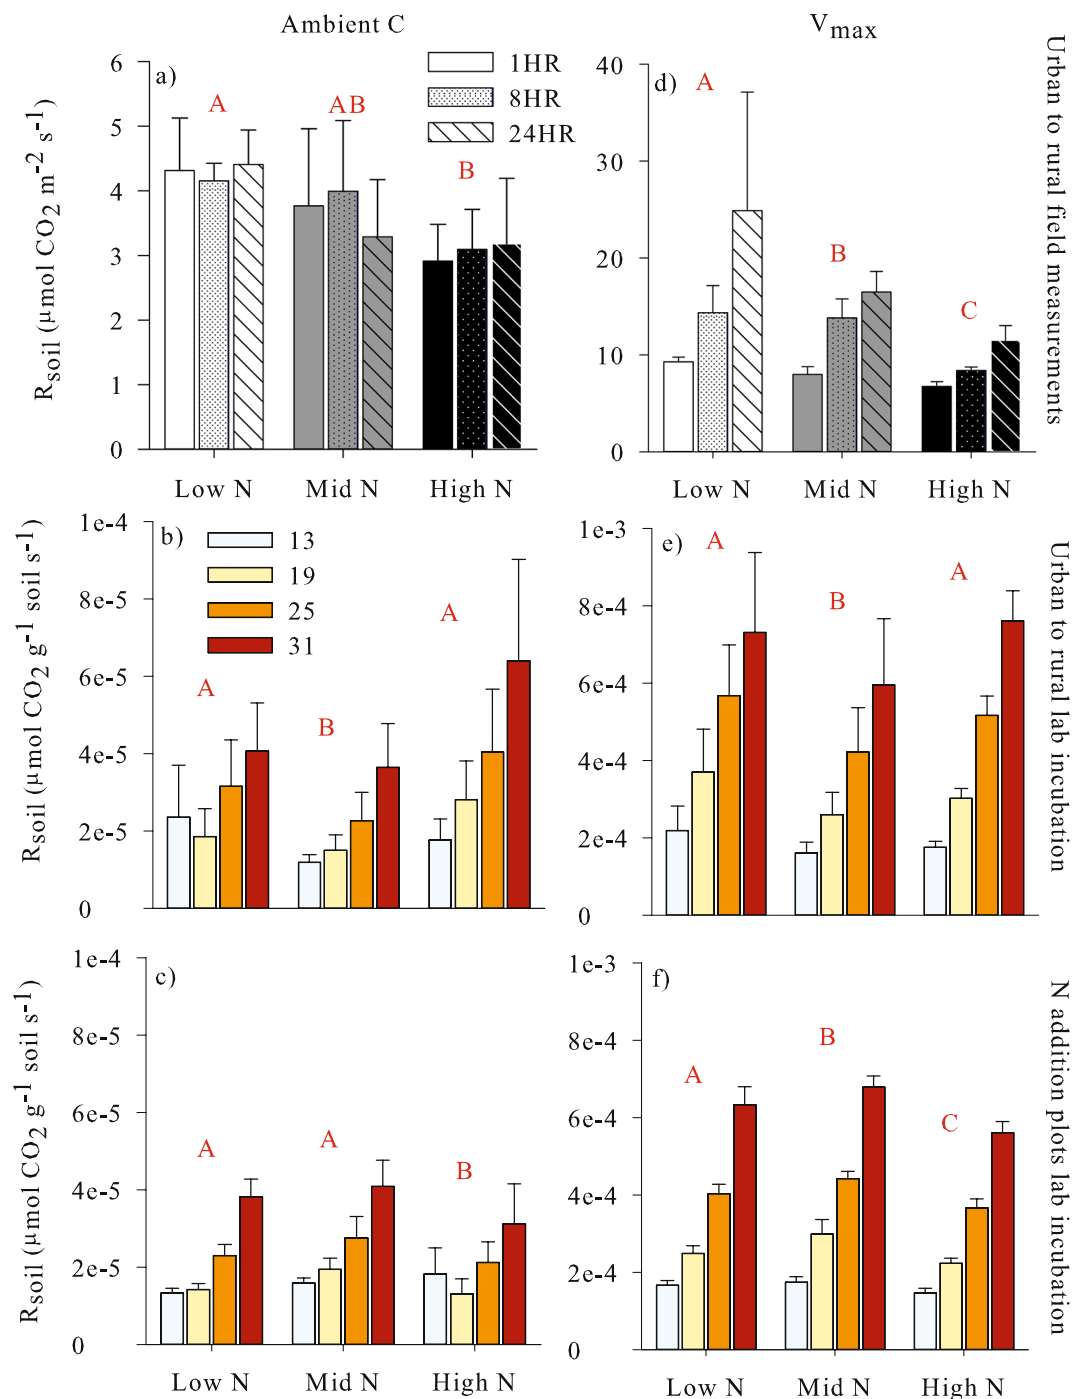 Ambient C
V_max
a)
1HR
8HR
24HR
A
AB
B
6
5
4
3
2
1
0
R_soil (µmol CO₂ m⁻² s⁻¹)
Low N
Mid N
High N
d)
A
B
C
40
30
20
10
0
Low N
Mid N
High N
Urban to rural field measurements
b)
13
19
25
31
A
B
A
1e-4
8e-5
6e-5
4e-5
2e-5
0
R_soil (µmol CO₂ g⁻¹ soil s⁻¹)
e)
A
B
A
1e-3
8e-4
6e-4
4e-4
2e-4
0
Urban to rural lab incubation
c)
A
A
B
1e-4
8e-5
6e-5
4e-5
2e-5
0
R_soil (µmol CO₂ g⁻¹ soil s⁻¹)
Low N
Mid N
High N
f)
A
B
C
1e-3
8e-4
6e-4
4e-4
2e-4
0
Low N
Mid N
High N
N addition plots lab incubation